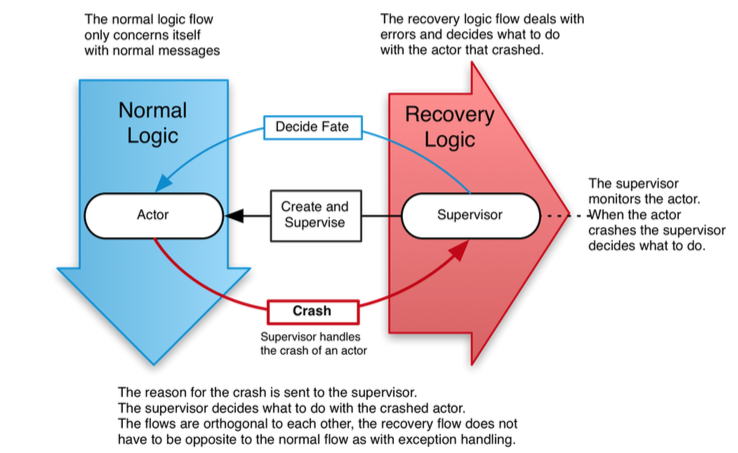 The normal logic flow
only concerns itself
with normal messages
The recovery logic flow deals with
errors and decides what to do
with the actor that crashed.
Normal
Logic
Decide Fate
Recovery
Logic
Actor
Create and
Supervise
Supervisor
The supervisor
monitors the actor.
When the actor
crashes the supervisor
decides what to do.
Crash
Supervisor handles
the crash of an actor
The reason for the crash is sent to the supervisor.
The supervisor decides what to do with the crashed actor.
The flows are orthogonal to each other, the recovery flow does not
have to be opposite to the normal flow as with exception handling.